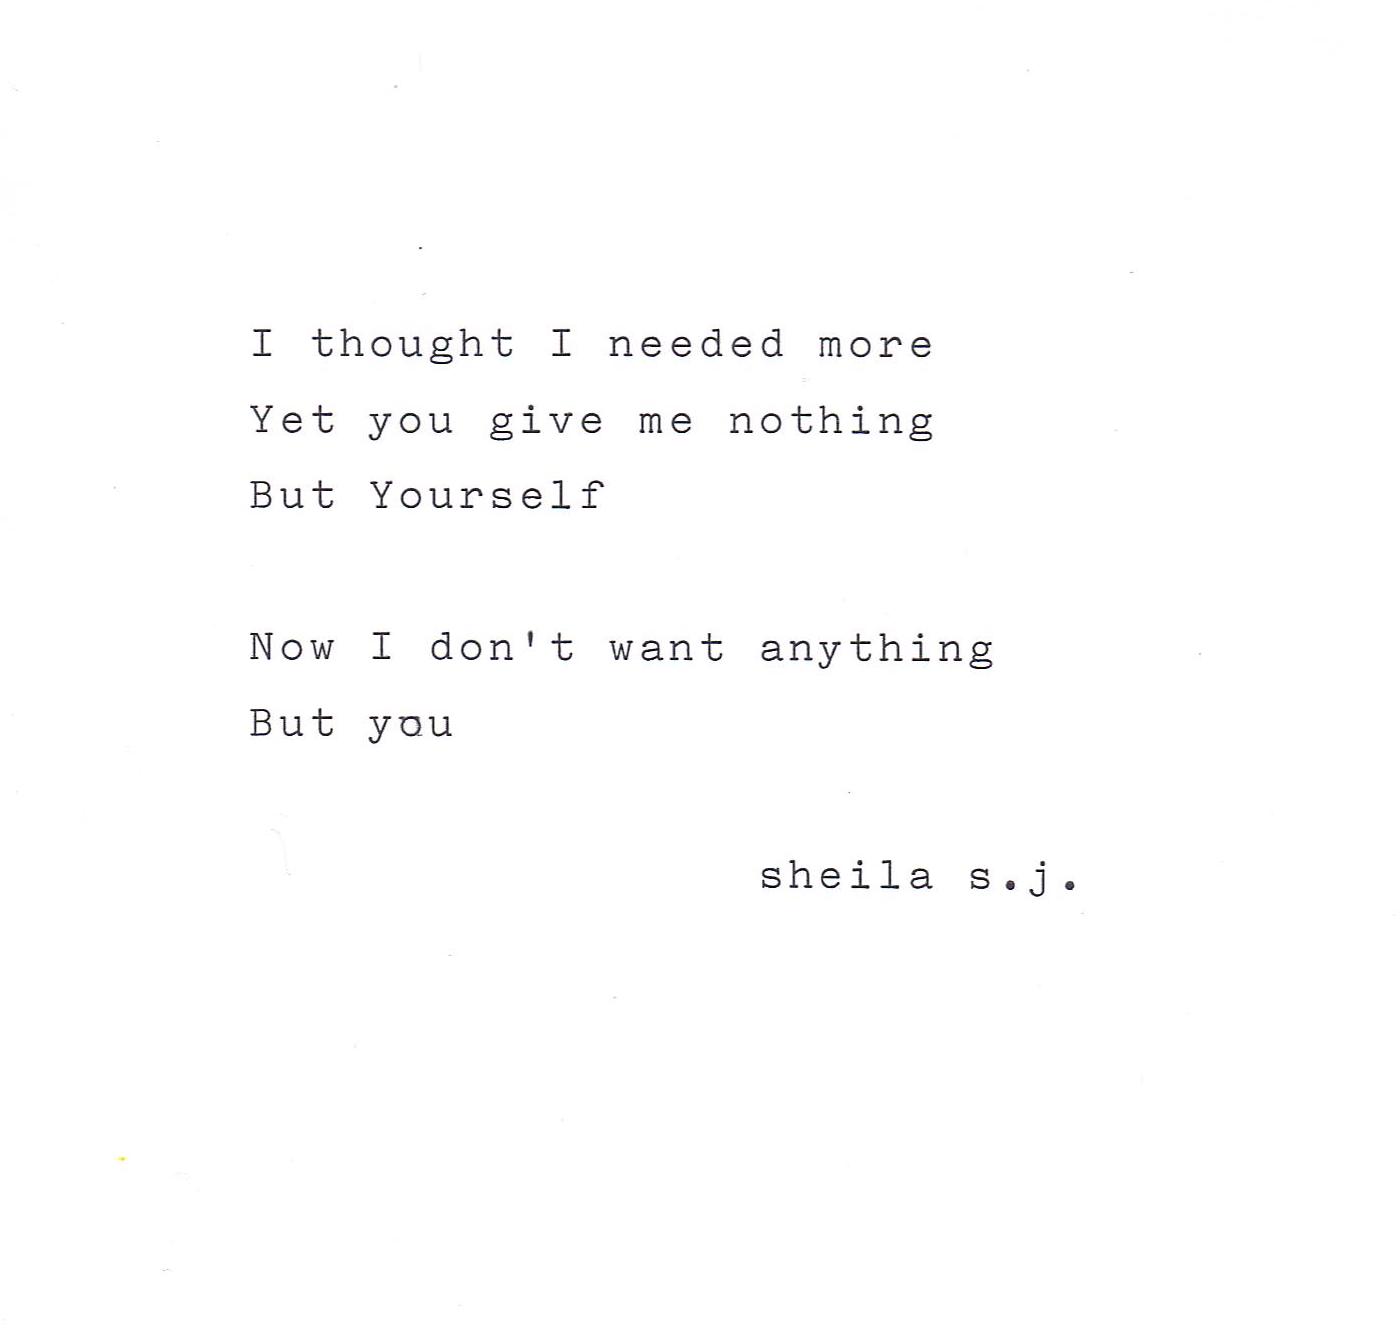 I thought I needed more
Yet you give me nothing
But Yourself
Now I don't want anything
But you
sheila s.j.